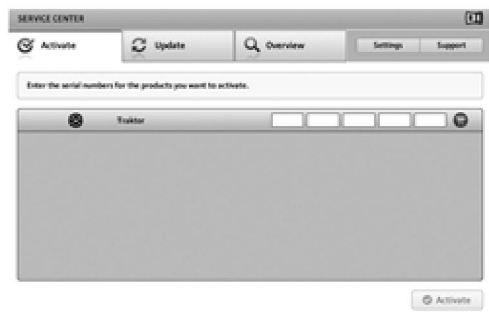 SERVICE CENTER
Activate Update Overview Settings Support
Enter the serial numbers for the products you want to activate.
Traktor
Activate